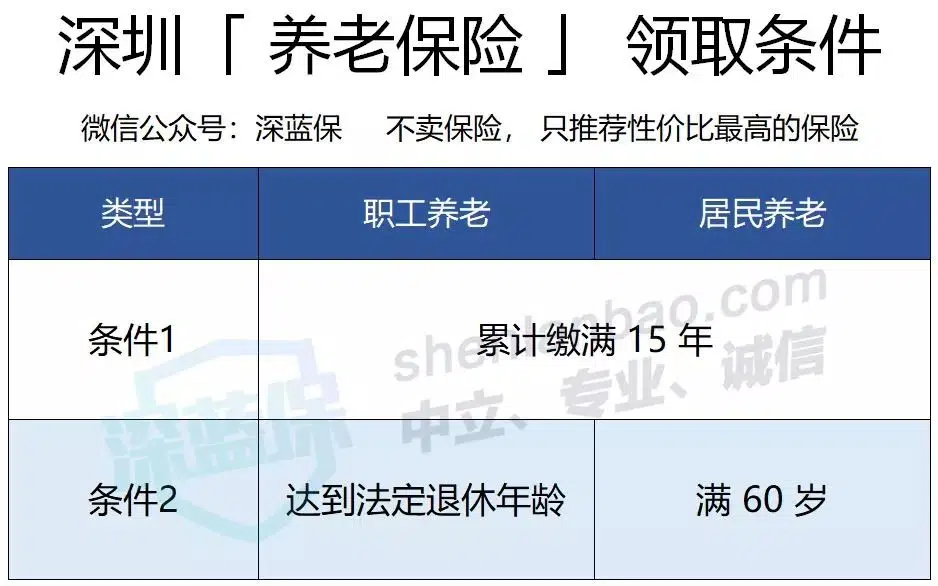 深圳「养老保险」 领取条件
微信公众号：深蓝保 不卖保险，只推荐性价比最高的保险
类型 职工养老 居民养老
条件1 累计缴满 15 年
shenlanbao.com
中立、专业、诚信
深蓝保
条件2 达到法定退休年龄 满 60 岁